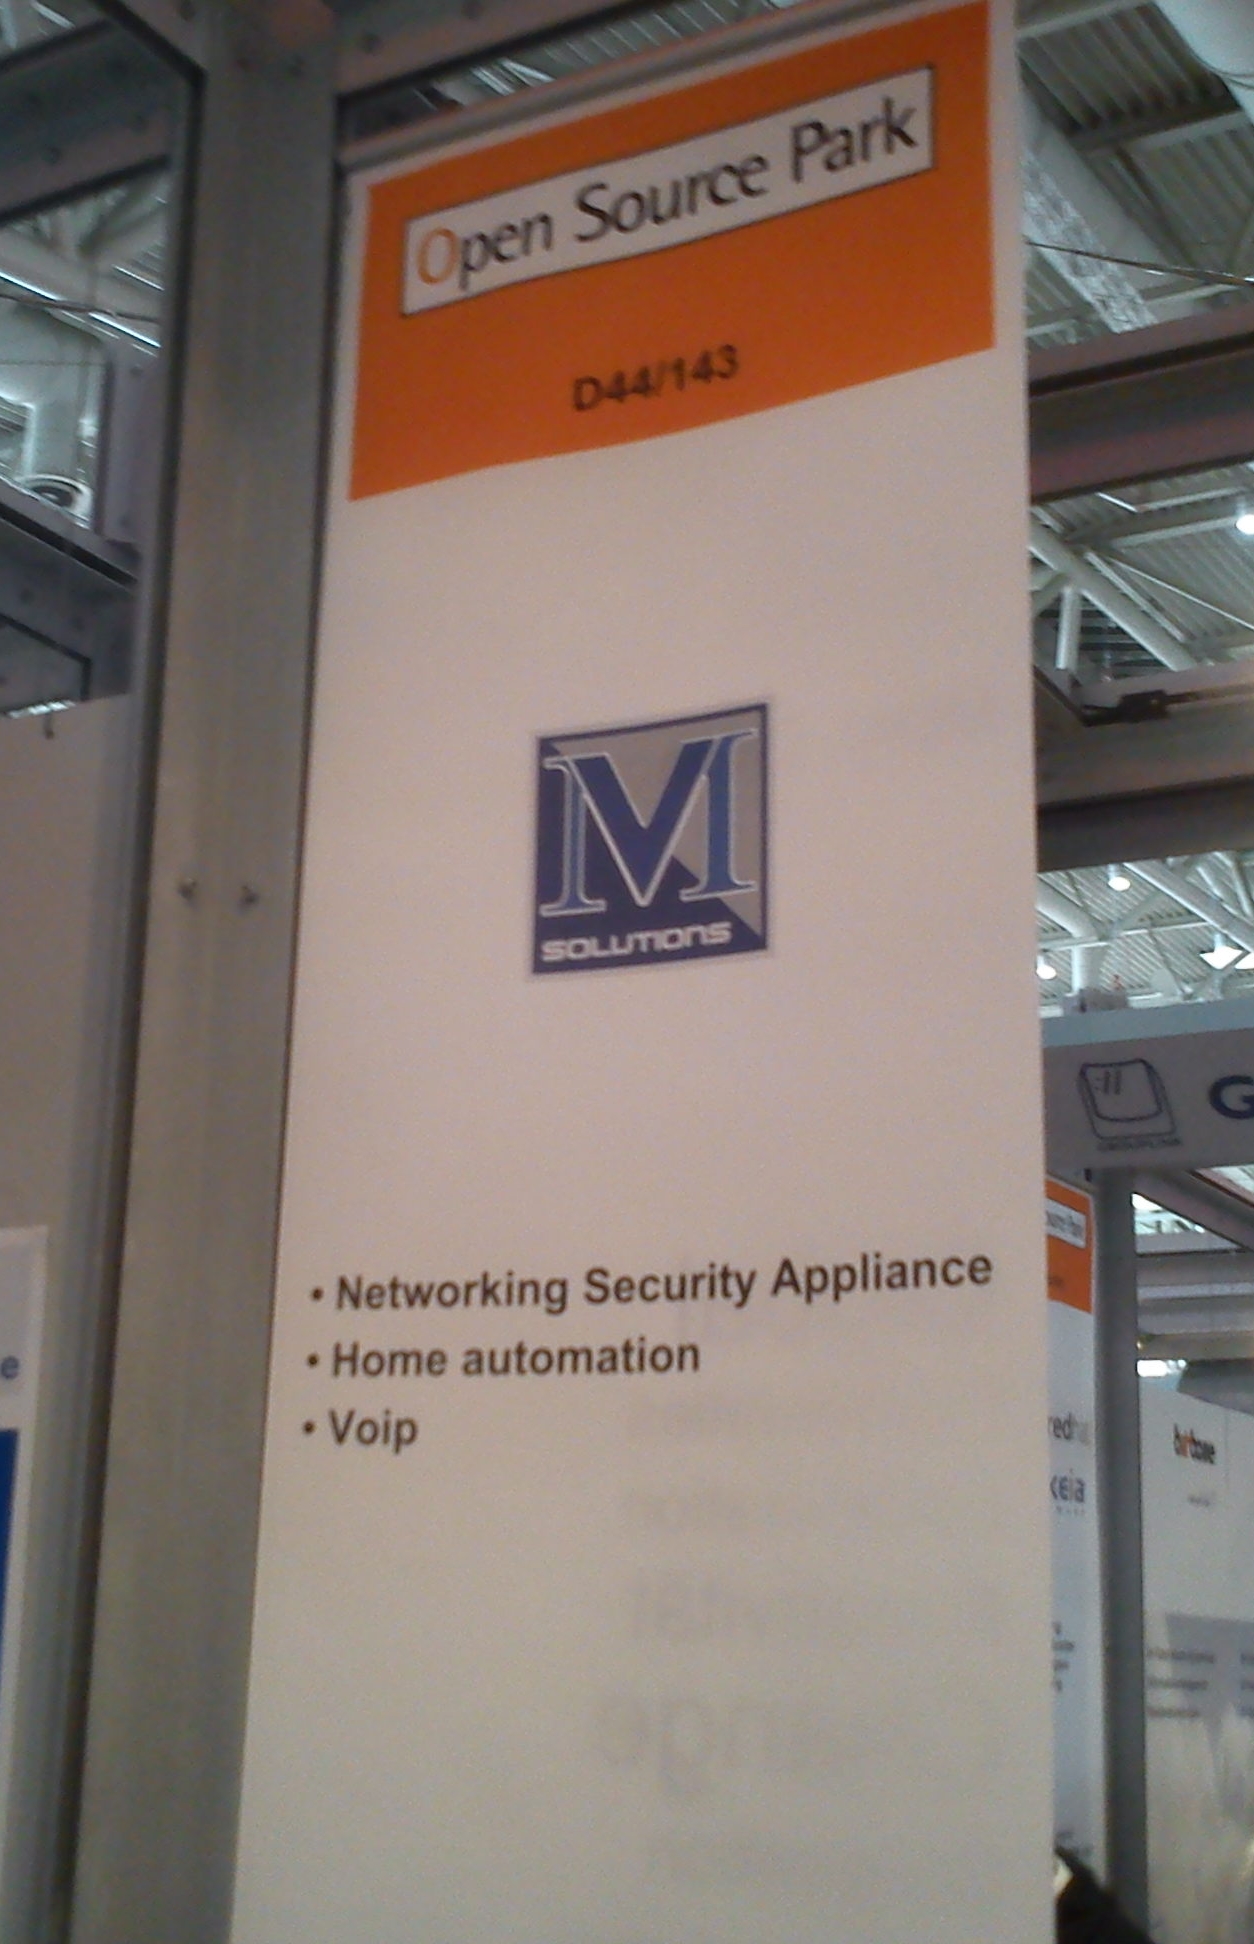 Open Source Park
D44/143
M
SOLUTIONS
• Networking Security Appliance
• Home automation
• Voip
G
e